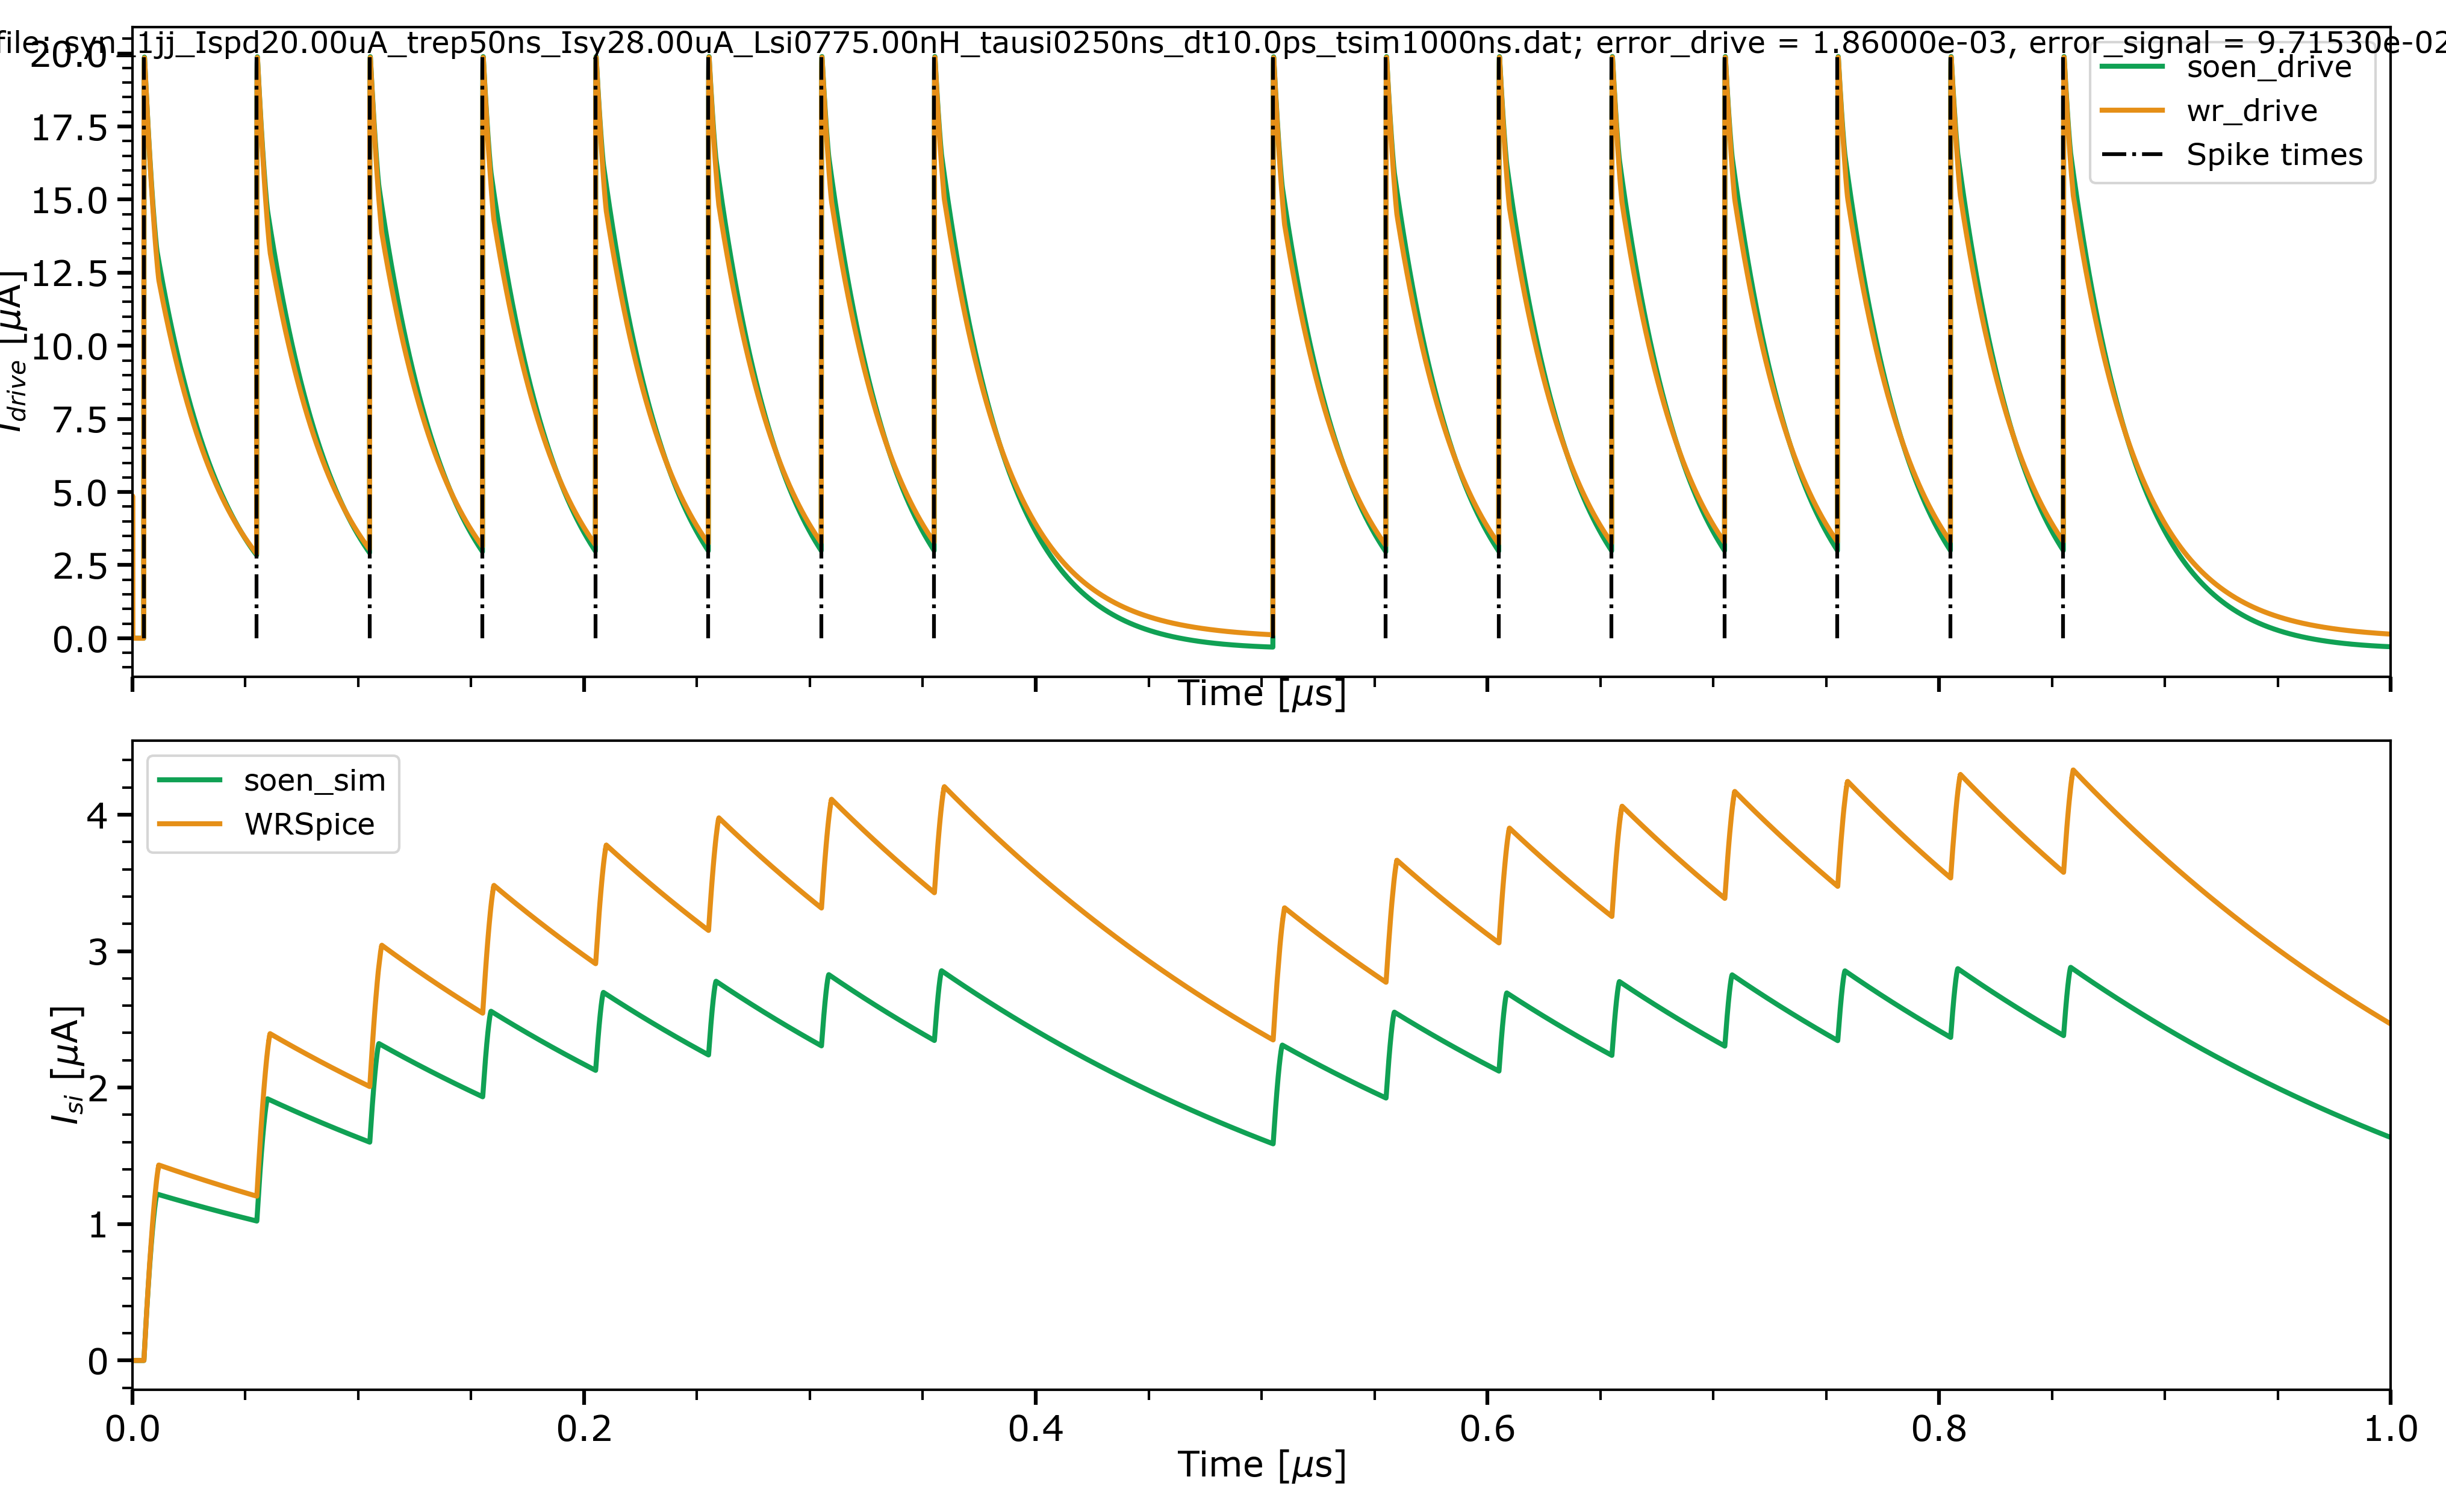 file: syn_1jj_Ispd20.00uA_trep50ns_Isy28.00uA_Lsi0775.00nH_tausi0250ns_dt10.0ps_tsim1000ns.dat; error_drive = 1.86000e-03, error_signal = 9.71530e-02
20.0
17.5
15.0
12.5
10.0
7.5
5.0
2.5
0.0
I_drive [μA]
soen_drive
wr_drive
Spike times
Time [μs]
soen_sim
WRSpice
4
3
2
1
0
I_si [μA]
0.0 0.2 0.4 0.6 0.8 1.0
Time [μs]